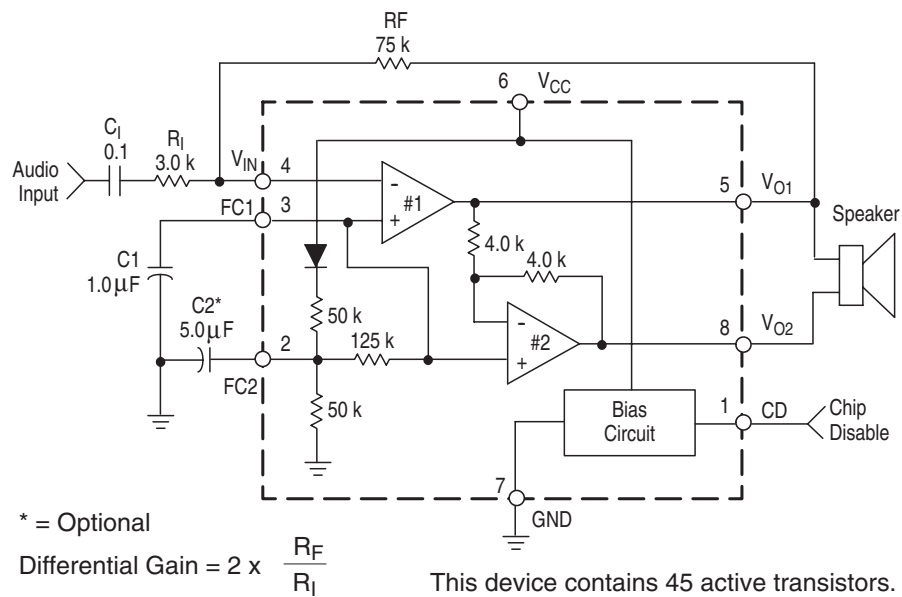 RF
75 k
6
VCC
CI
0.1
RI
3.0 k
VIN
4
Audio
Input
-
#1
+
5
VO1
FC1
3
Speaker
4.0 k
4.0 k
C1
1.0μF
C2*
5.0μF
50 k
125 k
2
-
#2
+
8
VO2
FC2
50 k
Bias
Circuit
1
CD
Chip
Disable
7
GND
* = Optional
Differential Gain = 2 x RF / RI
This device contains 45 active transistors.